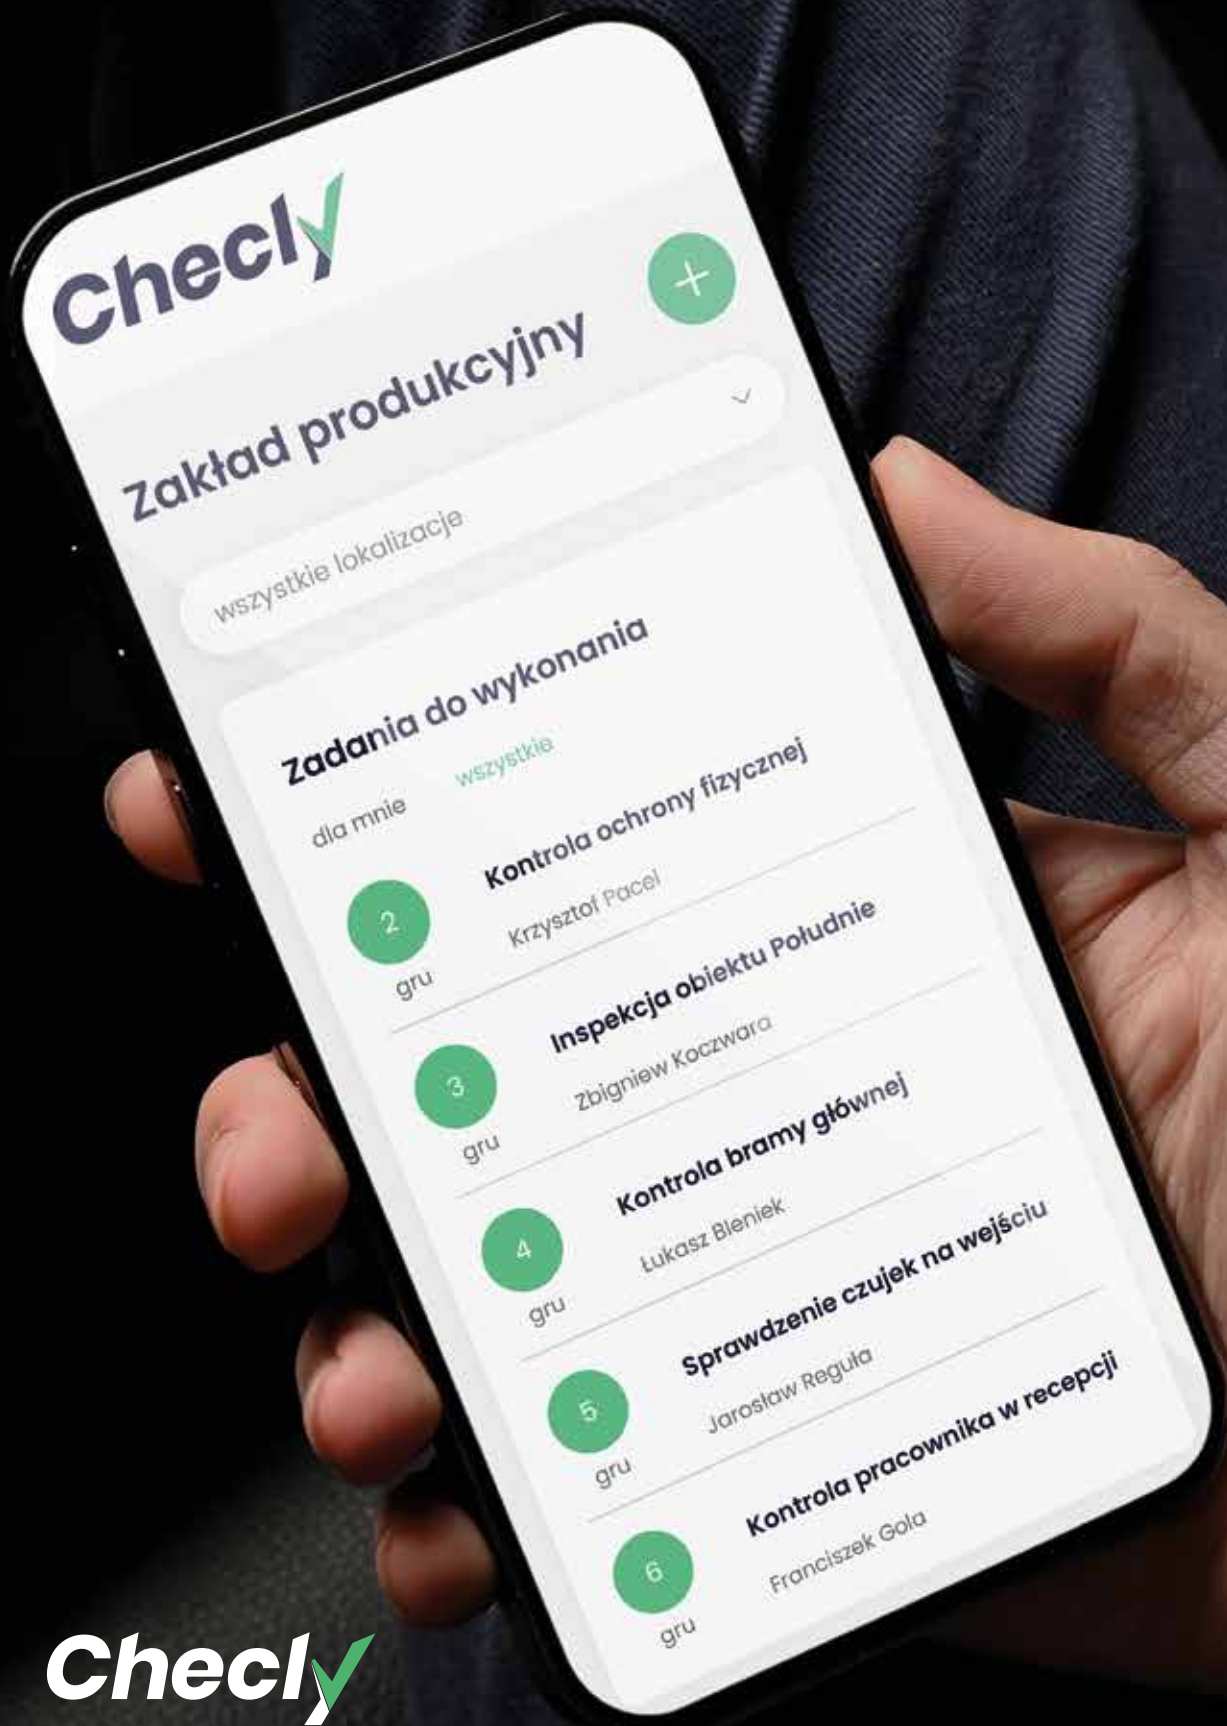 Checly
Zakład produkcyjny
+
wszystkie lokalizacje
Zadania do wykonania
dla mnie wszystkie
2 gru
Kontrola ochrony fizycznej
Krzysztof Pacel
3 gru
Inspekcja obiektu Południe
Zbigniew Koczwara
4 gru
Kontrola bramy głównej
Łukasz Bleniek
5 gru
Sprawdzenie czujek na wejściu
Jarosław Reguła
6 gru
Kontrola pracownika w recepcji
Franciszek Gola
Checly